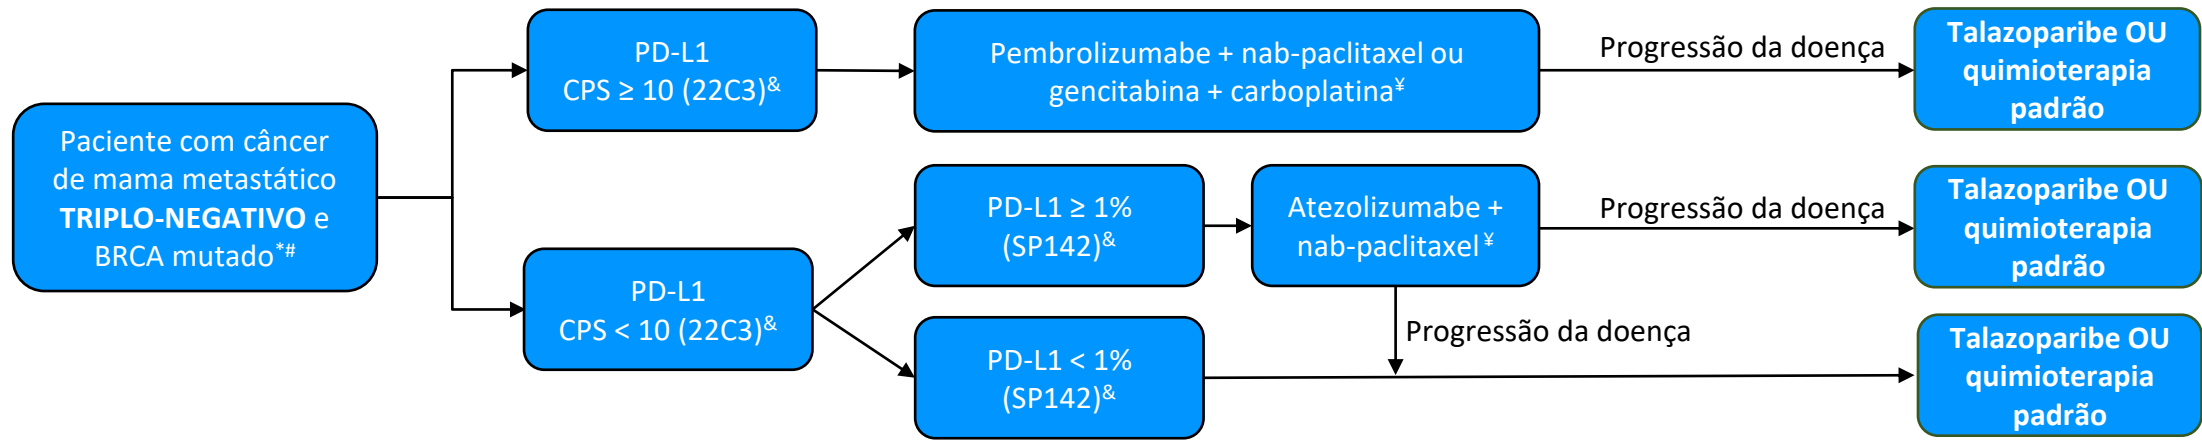 Paciente com câncer
de mama metastático
TRIPLO-NEGATIVO e
BRCA mutado*#
PD-L1
CPS ≥ 10 (22C3)&
Pembrolizumabe + nab-paclitaxel ou
gencitabina + carboplatina¥
Progressão da doença
Talazoparibe OU
quimioterapia
padrão
PD-L1
CPS < 10 (22C3)&
PD-L1 ≥ 1%
(SP142)&
Atezolizumabe +
nab-paclitaxel ¥
Progressão da doença
Talazoparibe OU
quimioterapia
padrão
Progressão da doença
PD-L1 < 1%
(SP142)&
Talazoparibe OU
quimioterapia
padrão